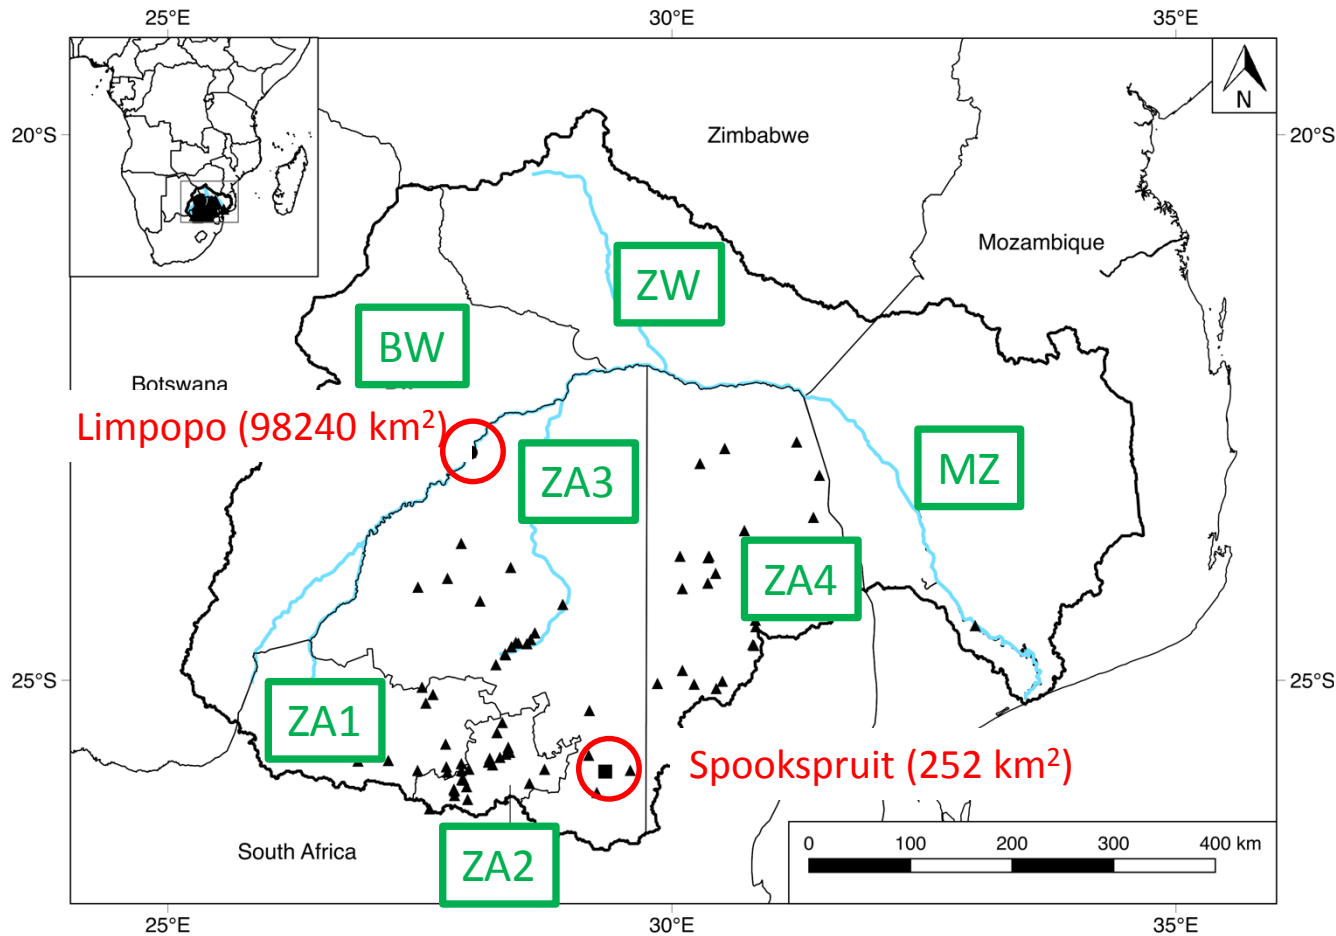 25°E
30°E
35°E
N
20°S
20°S
Zimbabwe
Mozambique
ZW
BW
Botswana
Limpopo (98240 km²)
ZA3
MZ
ZA4
25°S
25°S
ZA1
Spookspruit (252 km²)
South Africa
ZA2
0 100 200 300 400 km
25°E
30°E
35°E